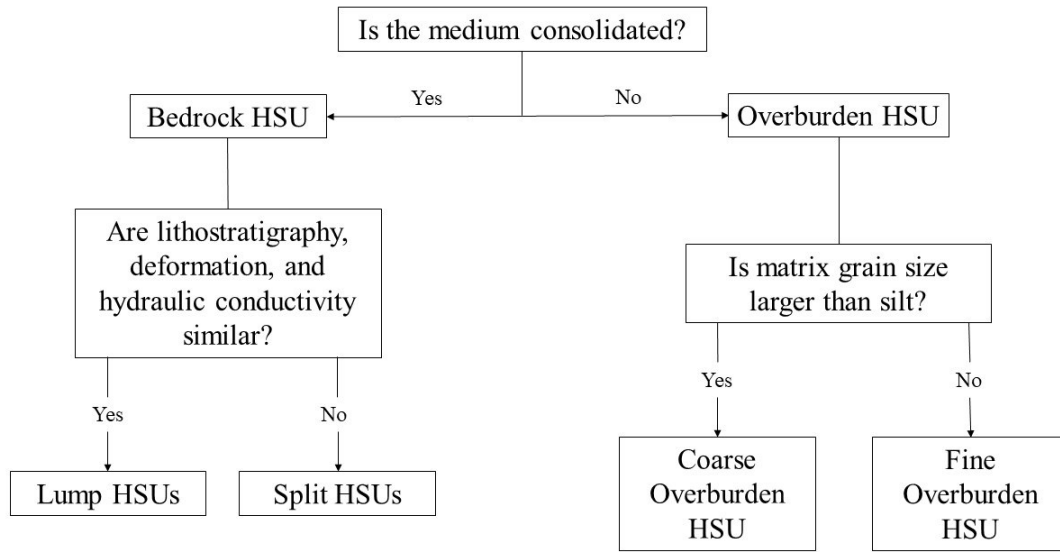 Is the medium consolidated?
Yes
No
Bedrock HSU
Overburden HSU
Are lithostratigraphy,
deformation, and
hydraulic conductivity
similar?
Is matrix grain size
larger than silt?
Yes
No
Yes
No
Lump HSUs
Split HSUs
Coarse
Overburden
HSU
Fine
Overburden
HSU